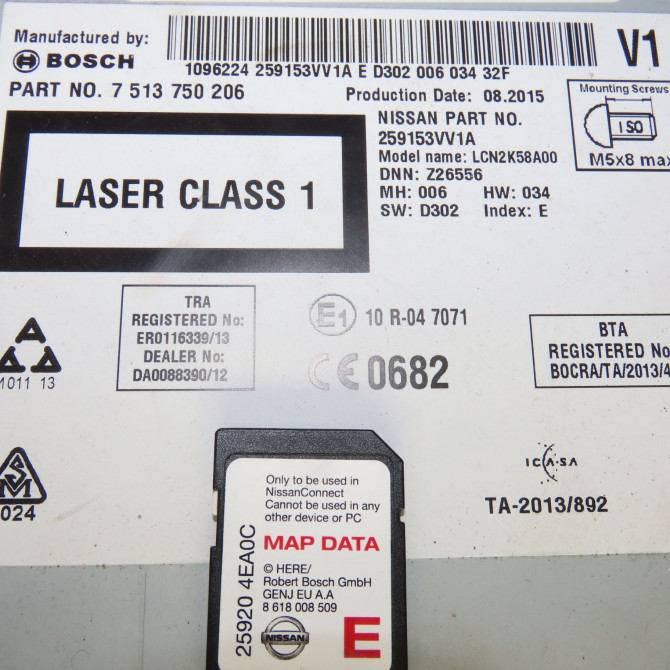 Manufactured by:
BOSCH
1096224 259153VV1A E D302 006 034 32F
V1
PART NO. 7 513 750 206
Production Date: 08.2015
Mounting Screws
ISO
M5x8 max
NISSAN PART NO.
259153VV1A
Model name: LCN2K58A00
DNN: Z26556
MH: 006 HW: 034
SW: D302 Index: E
LASER CLASS 1
TRA
REGISTERED No:
ER0116339/13
DEALER No:
DA0088390/12
E1 10 R-04 7071
CE 0682
BTA
REGISTERED No
BOCRA/TA/2013/4
A
011 13
024
ICASA
TA-2013/892
Only to be used in
NissanConnect
Cannot be used in any
other device or PC
MAP DATA
© HERE/
Robert Bosch GmbH
GENJ EU A.A
8 618 008 509
NISSAN
E
25920 4EA0C